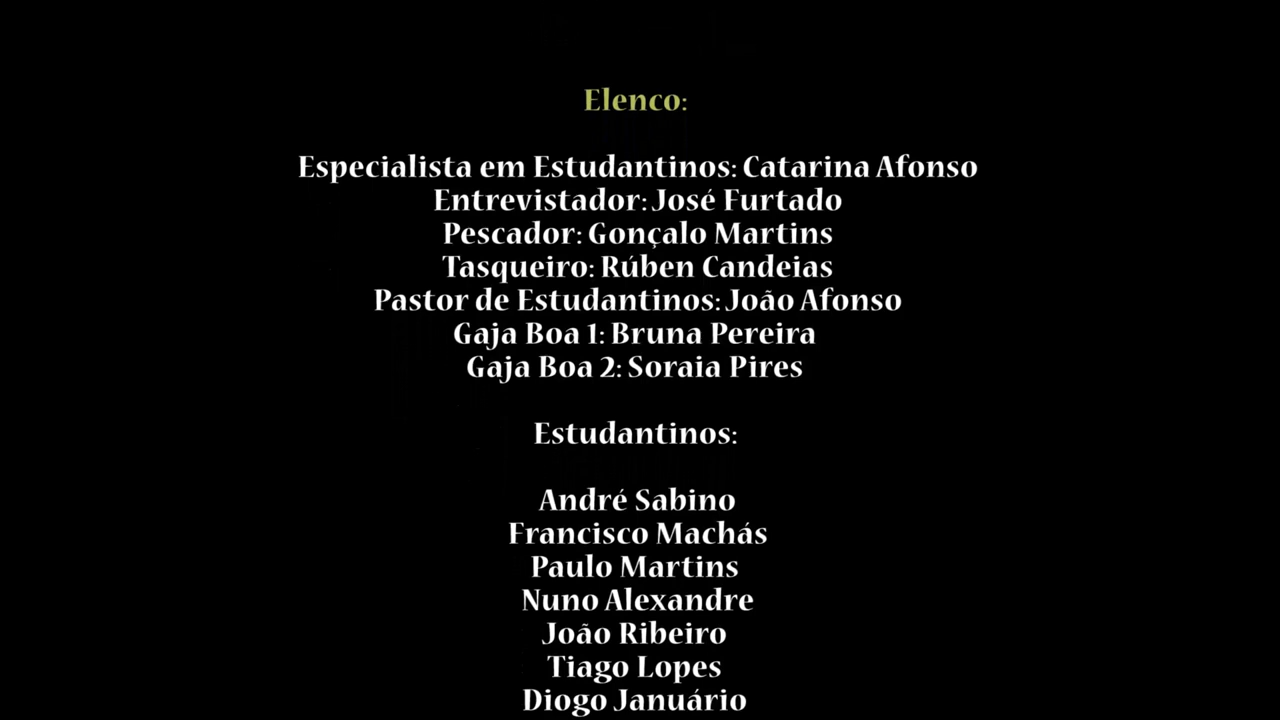 Elenco:
Especialista em Estudantinos: Catarina Afonso
Entrevistador: José Furtado
Pescador: Gonçalo Martins
Tasqueiro: Rúben Candeias
Pastor de Estudantinos: João Afonso
Gaja Boa 1: Bruna Pereira
Gaja Boa 2: Soraia Pires
Estudantinos:
André Sabino
Francisco Machás
Paulo Martins
Nuno Alexandre
João Ribeiro
Tiago Lopes
Diogo Januário